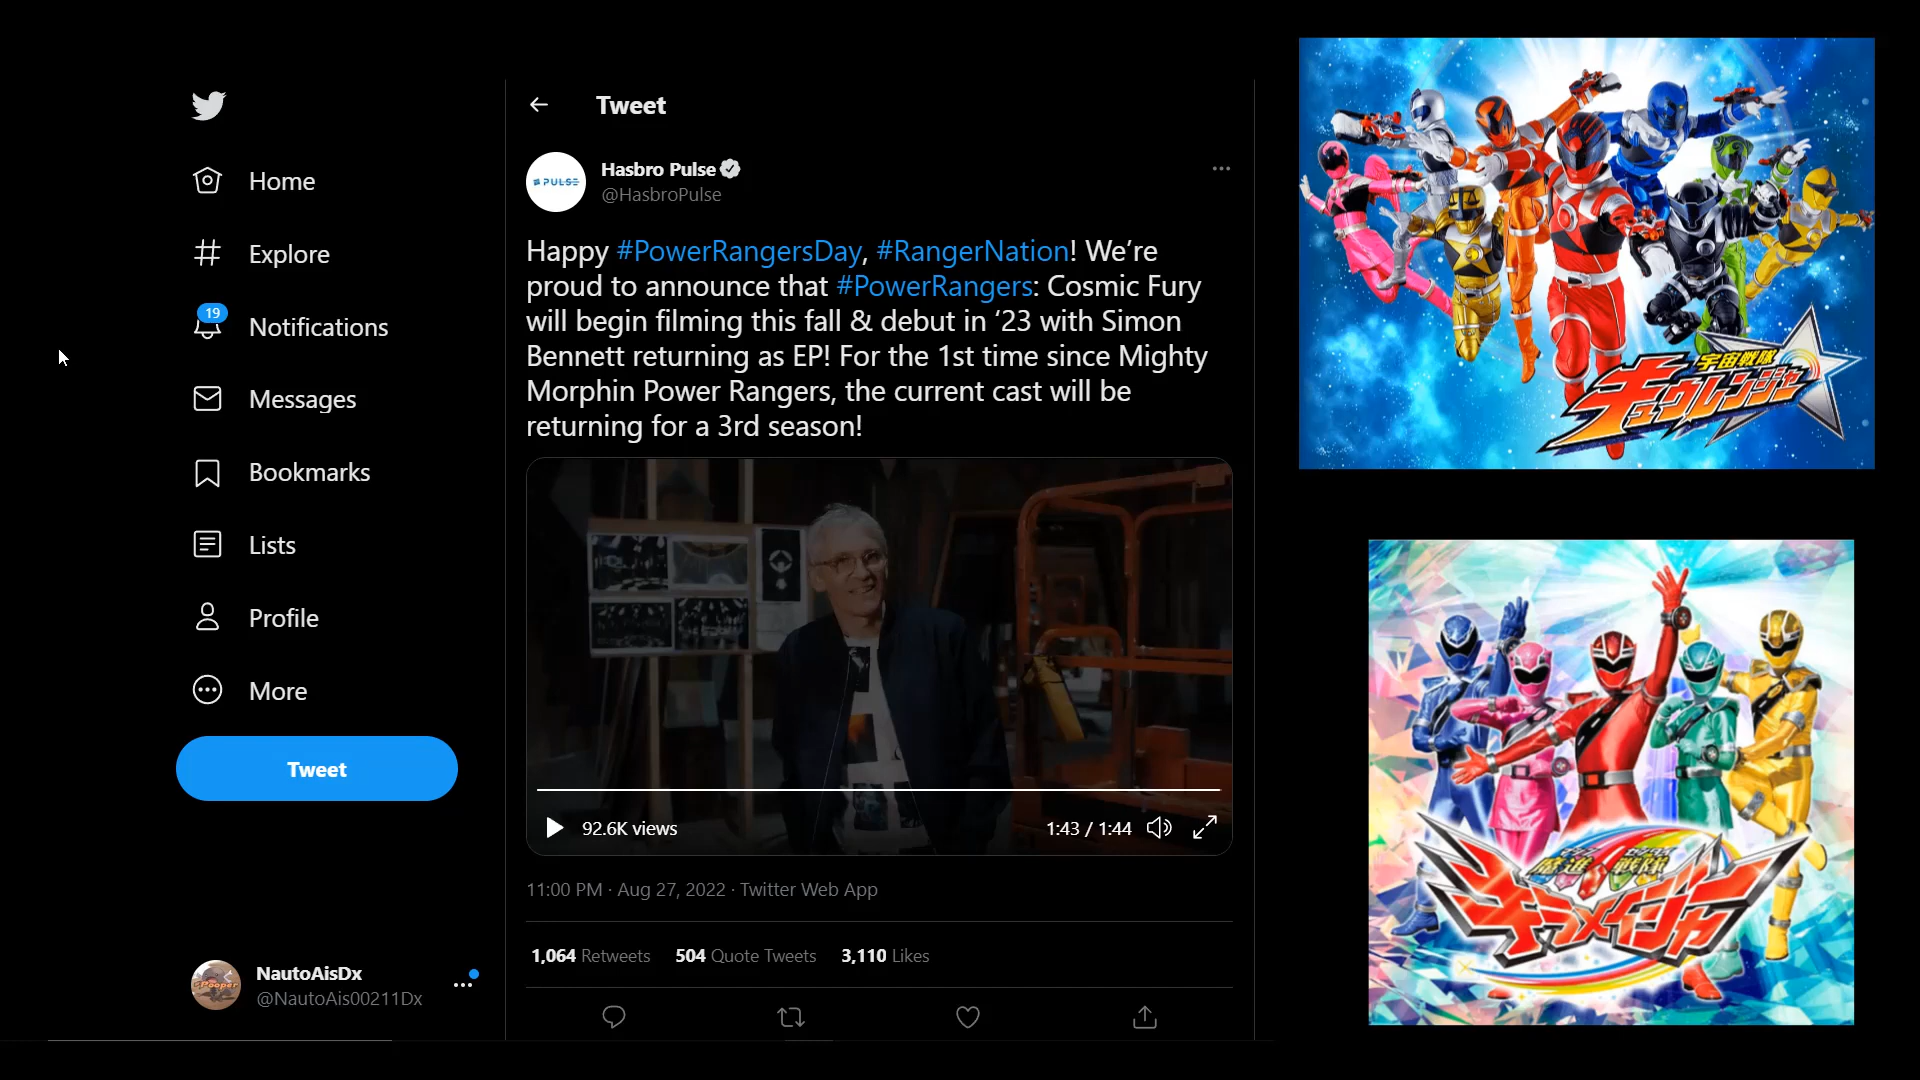 Home
Explore
19
Notifications
Messages
Bookmarks
Lists
Profile
More
Tweet
NautoAisDx
@NautoAis00211Dx
Tweet
PULSE
Hasbro Pulse
@HasbroPulse
Happy #PowerRangersDay, #RangerNation! We’re
proud to announce that #PowerRangers: Cosmic Fury
will begin filming this fall & debut in ‘23 with Simon
Bennett returning as EP! For the 1st time since Mighty
Morphin Power Rangers, the current cast will be
returning for a 3rd season!
92.6K views
1:43 / 1:44
11:00 PM · Aug 27, 2022 · Twitter Web App
1,064 Retweets 504 Quote Tweets 3,110 Likes
宇宙戦隊
キュウレンジャー
魔進戦隊
キラメイジャー